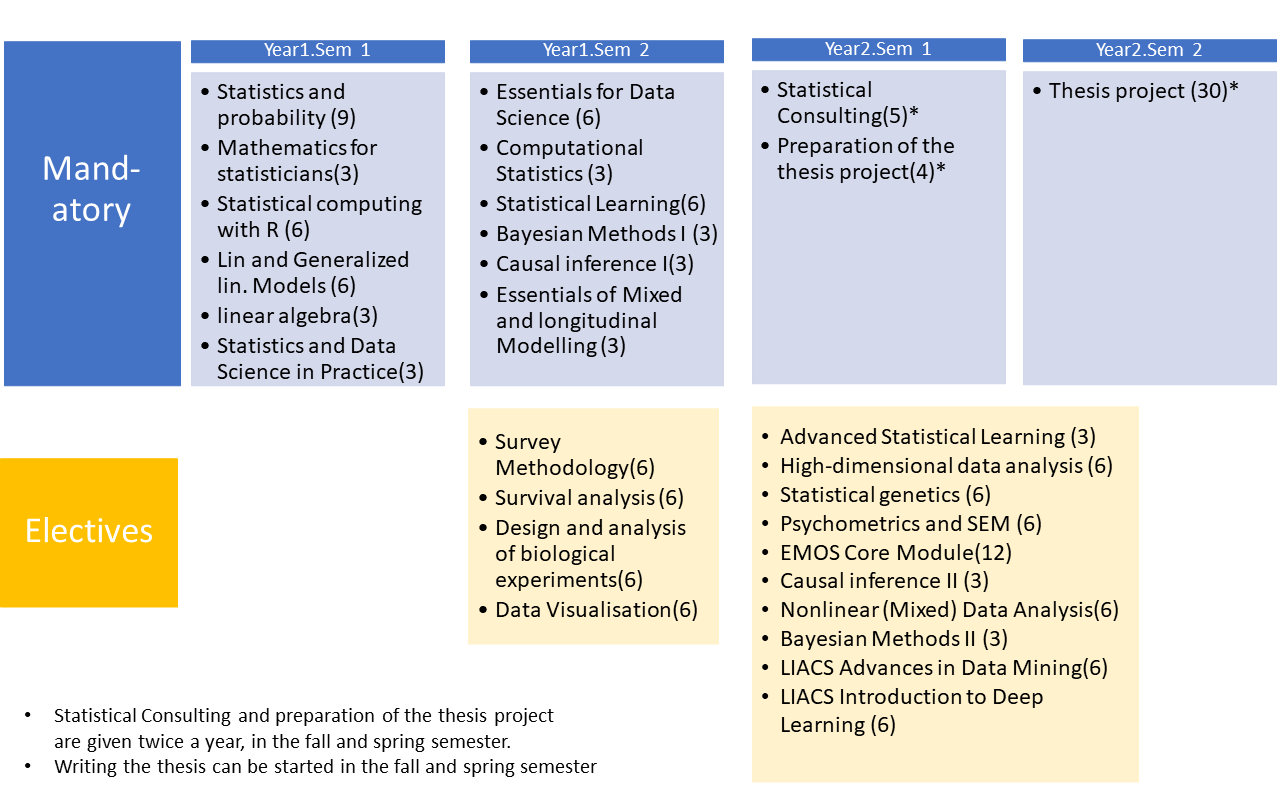 Mand-
atory
Year1.Sem 1
• Statistics and
probability (9)
• Mathematics for
statisticians(3)
• Statistical computing
with R (6)
• Lin and Generalized
lin. Models (6)
• linear algebra(3)
• Statistics and Data
Science in Practice(3)
Year1.Sem 2
• Essentials for Data
Science (6)
• Computational
Statistics (3)
• Statistical Learning(6)
• Bayesian Methods I (3)
• Causal inference I(3)
• Essentials of Mixed
and longitudinal
Modelling (3)
Year2.Sem 1
• Statistical
Consulting(5)*
• Preparation of the
thesis project(4)*
Year2.Sem 2
• Thesis project (30)*
Electives
• Survey
Methodology(6)
• Survival analysis (6)
• Design and analysis
of biological
experiments(6)
• Data Visualisation(6)
• Advanced Statistical Learning (3)
• High-dimensional data analysis (6)
• Statistical genetics (6)
• Psychometrics and SEM (6)
• EMOS Core Module(12)
• Causal inference II (3)
• Nonlinear (Mixed) Data Analysis(6)
• Bayesian Methods II (3)
• LIACS Advances in Data Mining(6)
• LIACS Introduction to Deep
Learning (6)
• Statistical Consulting and preparation of the thesis project
are given twice a year, in the fall and spring semester.
• Writing the thesis can be started in the fall and spring semester